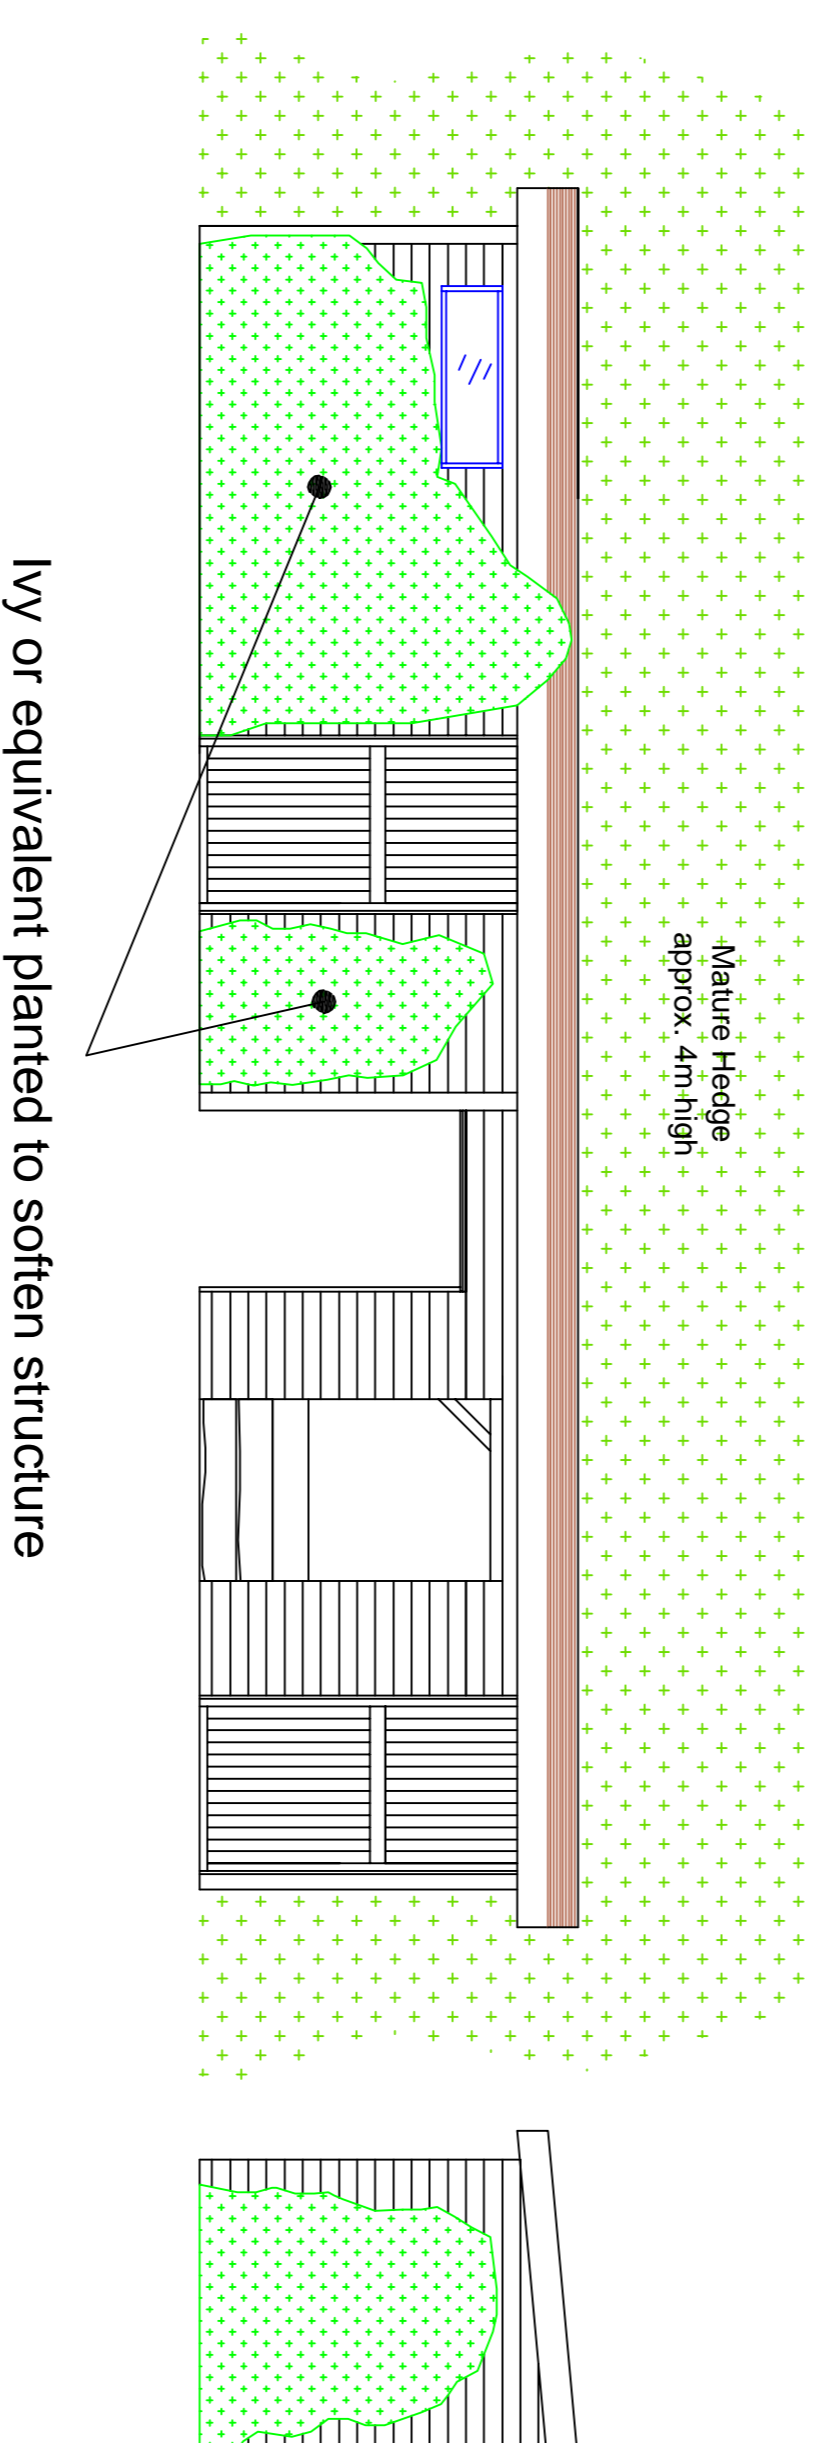 Mature Hedge
approx. 4m high
Ivy or equivalent planted to soften structure